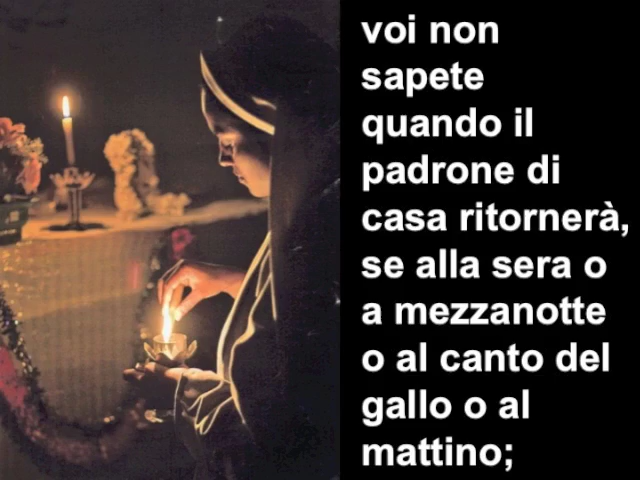 voi non
sapete
quando il
padrone di
casa ritornerà,
se alla sera o
a mezzanotte
o al canto del
gallo o al
mattino;